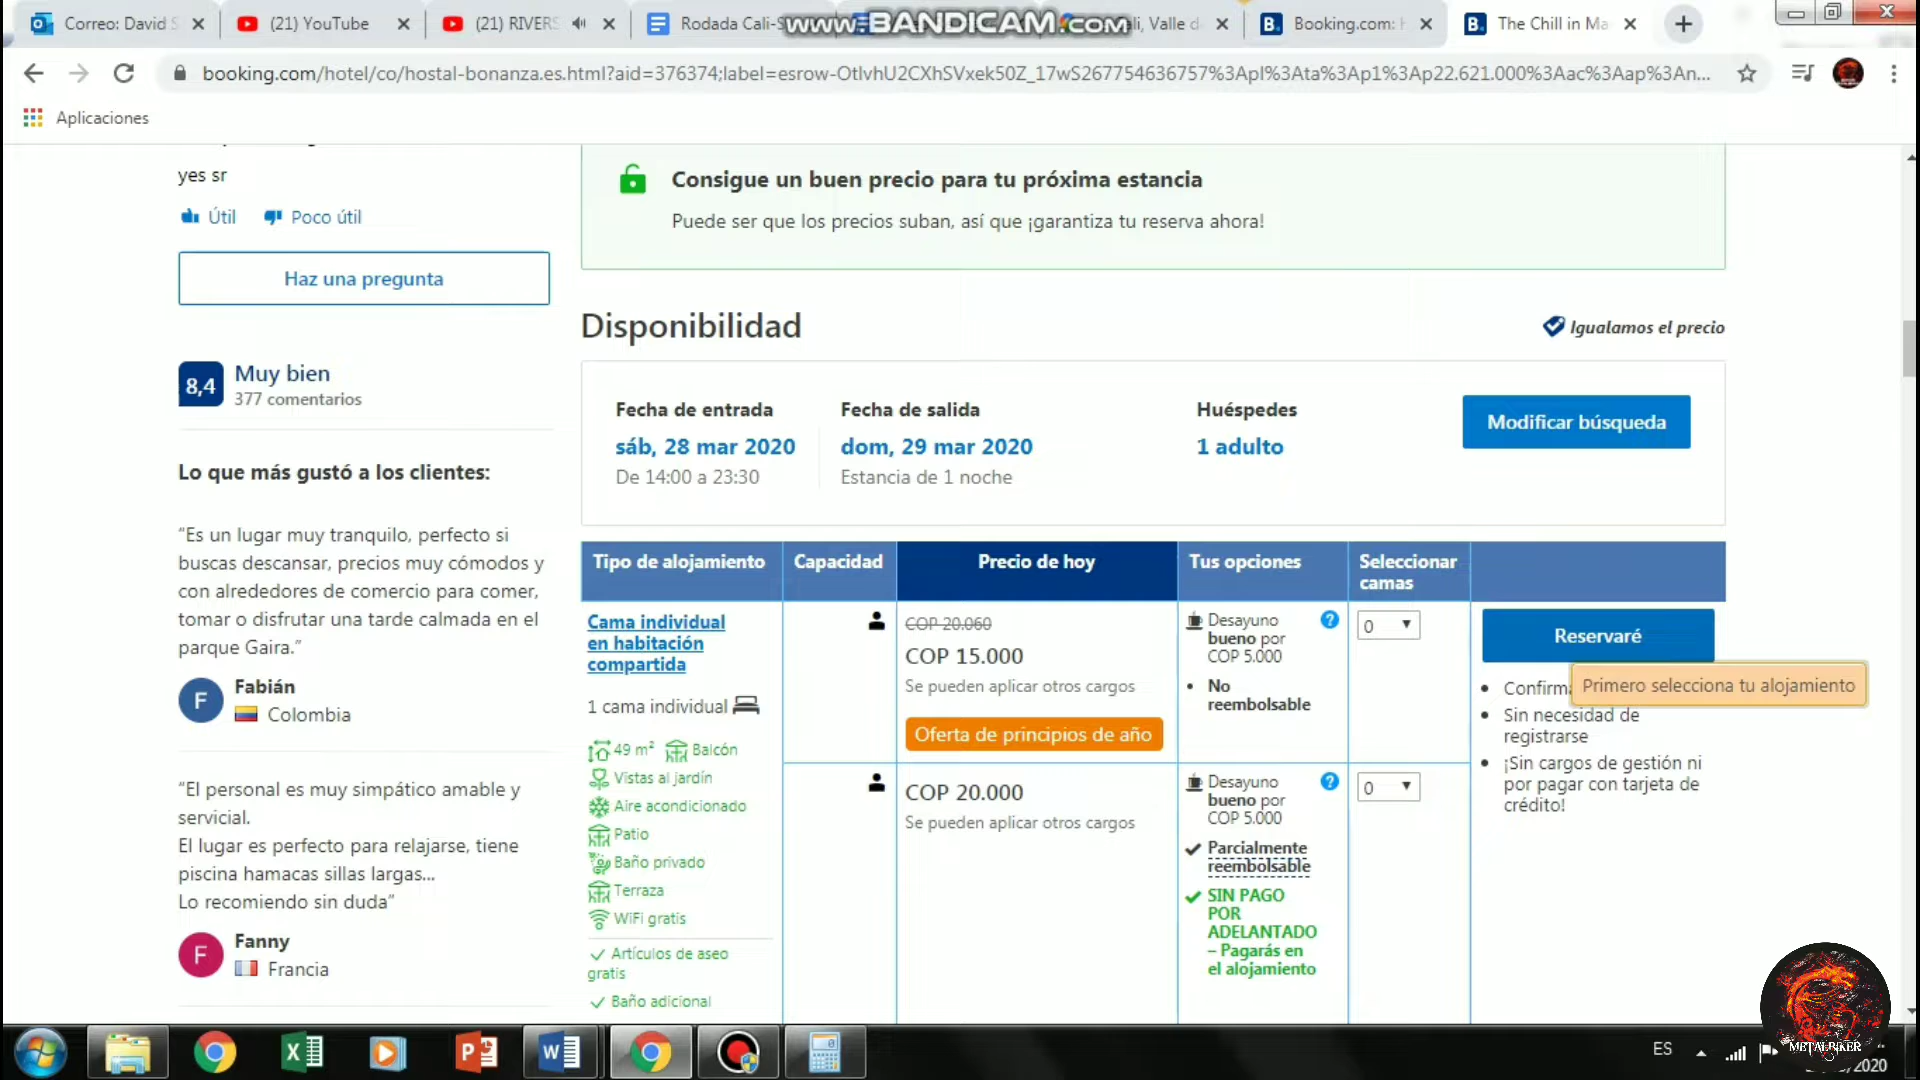 Correo: David S
(21) YouTube
(21) RIVERS
Rodada Cali-S
www.BANDICAM.com
ali, Valle d
Booking.com: H
The Chill in Ma
booking.com/hotel/co/hostal-bonanza.es.html?aid=376374;label=esrow-OtlvhU2CXhSVxek50Z_17wS267754636757%3Apl%3Ata%3Ap1%3Ap22.621.000%3Aac%3Aap%3An...
Aplicaciones
yes sr
Útil Poco útil
Haz una pregunta
8,4 Muy bien
377 comentarios
Lo que más gustó a los clientes:
“Es un lugar muy tranquilo, perfecto si
buscas descansar, precios muy cómodos y
con alrededores de comercio para comer,
tomar o disfrutar una tarde calmada en el
parque Gaira.”
F Fabián
Colombia
“El personal es muy simpático amable y
servicial.
El lugar es perfecto para relajarse, tiene
piscina hamacas sillas largas...
Lo recomiendo sin duda”
F Fanny
Francia
Consigue un buen precio para tu próxima estancia
Puede ser que los precios suban, así que ¡garantiza tu reserva ahora!
Disponibilidad
Igualamos el precio
Fecha de entrada
sáb, 28 mar 2020
De 14:00 a 23:30
Fecha de salida
dom, 29 mar 2020
Estancia de 1 noche
Huéspedes
1 adulto
Modificar búsqueda
Tipo de alojamiento
Capacidad
Precio de hoy
Tus opciones
Seleccionar
camas
Cama individual
en habitación
compartida
1 cama individual
49 m² Balcón
Vistas al jardín
Aire acondicionado
Patio
Baño privado
Terraza
WiFi gratis
Artículos de aseo
gratis
Baño adicional
COP 20.060
COP 15.000
Se pueden aplicar otros cargos
Oferta de principios de año
Desayuno
bueno por
COP 5.000
• No
reembolsable
0
Reservaré
Primero selecciona tu alojamiento
• Confirma
• Sin necesidad de
registrarse
• ¡Sin cargos de gestión ni
por pagar con tarjeta de
crédito!
COP 20.000
Se pueden aplicar otros cargos
Desayuno
bueno por
COP 5.000
Parcialmente
reembolsable
SIN PAGO
POR
ADELANTADO
– Pagarás en
el alojamiento
0
ES
METALBIKER
/2020